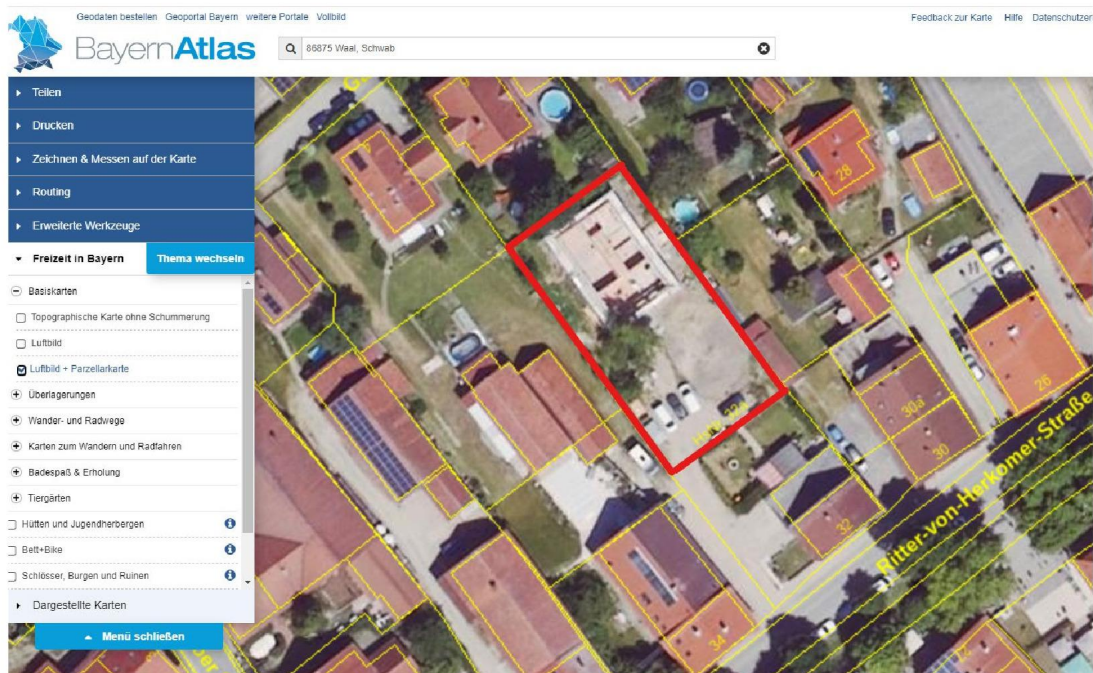 Geodaten bestellen Geoportal Bayern weitere Portale Vollbild
Feedback zur Karte Hilfe Datenschutzer
BayernAtlas
86875 Waal, Schwab
Teilen
Drucken
Zeichnen & Messen auf der Karte
Routing
Erweiterte Werkzeuge
Freizeit in Bayern Thema wechseln
Basiskarten
Topographische Karte ohne Schummerung
Luftbild
Luftbild + Parzellarkarte
Überlagerungen
Wander- und Radwege
Karten zum Wandern und Radfahren
Badespaß & Erholung
Tiergärten
Hütten und Jugendherbergen
Bett+Bike
Schlösser, Burgen und Ruinen
Dargestellte Karten
Menü schließen
28
26
30a
30
32
34
Ritter-von-Herkomer-Straße